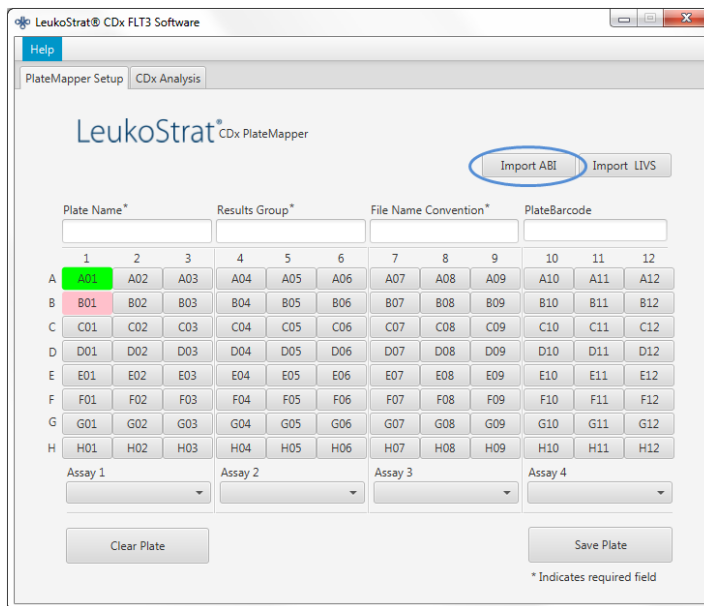 LeukoStrat® CDx FLT3 Software
Help
PlateMapper Setup CDx Analysis
LeukoStrat® CDx PlateMapper
Import ABI Import LIVS
Plate Name* Results Group* File Name Convention* PlateBarcode
1 2 3 4 5 6 7 8 9 10 11 12
A A01 A02 A03 A04 A05 A06 A07 A08 A09 A10 A11 A12
B B01 B02 B03 B04 B05 B06 B07 B08 B09 B10 B11 B12
C C01 C02 C03 C04 C05 C06 C07 C08 C09 C10 C11 C12
D D01 D02 D03 D04 D05 D06 D07 D08 D09 D10 D11 D12
E E01 E02 E03 E04 E05 E06 E07 E08 E09 E10 E11 E12
F F01 F02 F03 F04 F05 F06 F07 F08 F09 F10 F11 F12
G G01 G02 G03 G04 G05 G06 G07 G08 G09 G10 G11 G12
H H01 H02 H03 H04 H05 H06 H07 H08 H09 H10 H11 H12
Assay 1 Assay 2 Assay 3 Assay 4
Clear Plate Save Plate
* Indicates required field